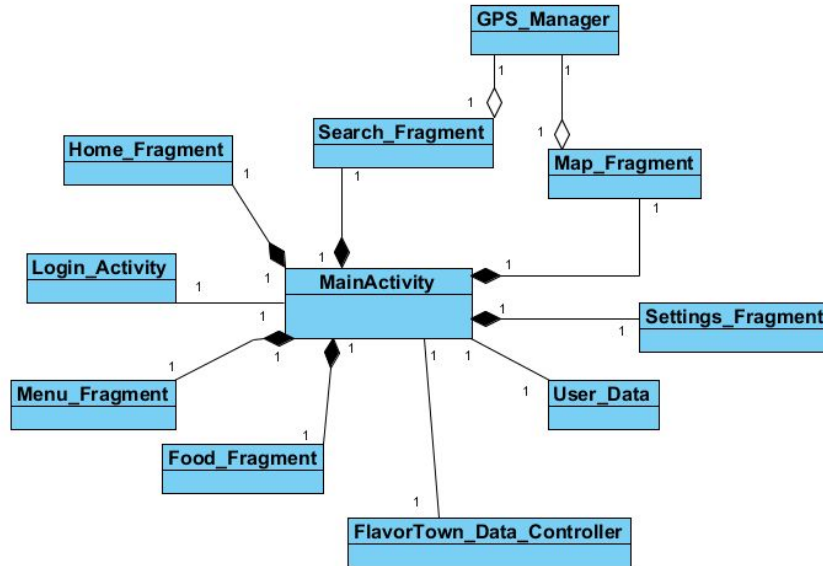 GPS_Manager
1
1
1
1
Search_Fragment
Home_Fragment
Map_Fragment
1
1
1
1
1
1
Login_Activity
MainActivity
1
1
1
Settings_Fragment
1
1
1
1
1
1
1
Menu_Fragment
User_Data
1
1
Food_Fragment
1
FlavorTown_Data_Controller